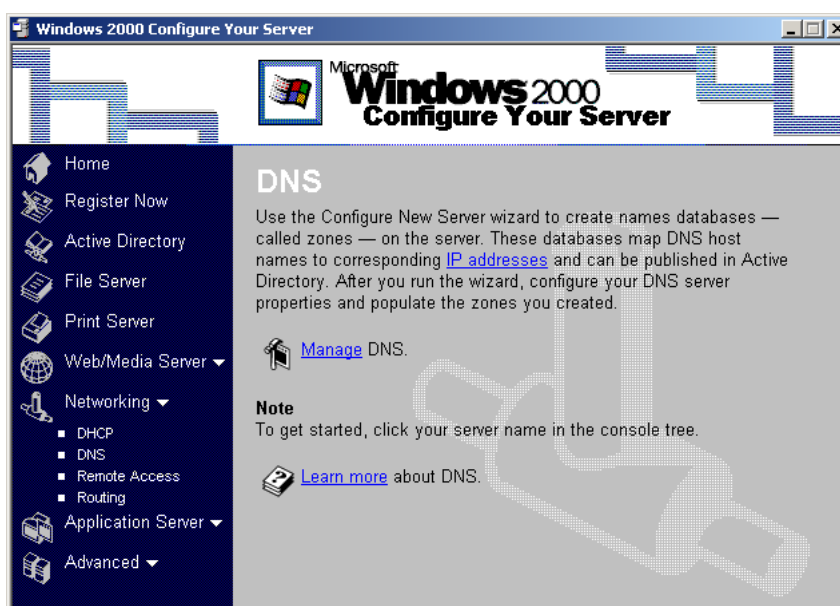 Windows 2000 Configure Your Server
Microsoft
Windows 2000
Configure Your Server
Home
Register Now
Active Directory
File Server
Print Server
Web/Media Server
Networking
DHCP
DNS
Remote Access
Routing
Application Server
Advanced
DNS
Use the Configure New Server wizard to create names databases —
called zones — on the server. These databases map DNS host
names to corresponding IP addresses and can be published in Active
Directory. After you run the wizard, configure your DNS server
properties and populate the zones you created.
Manage DNS.
Note
To get started, click your server name in the console tree.
Learn more about DNS.